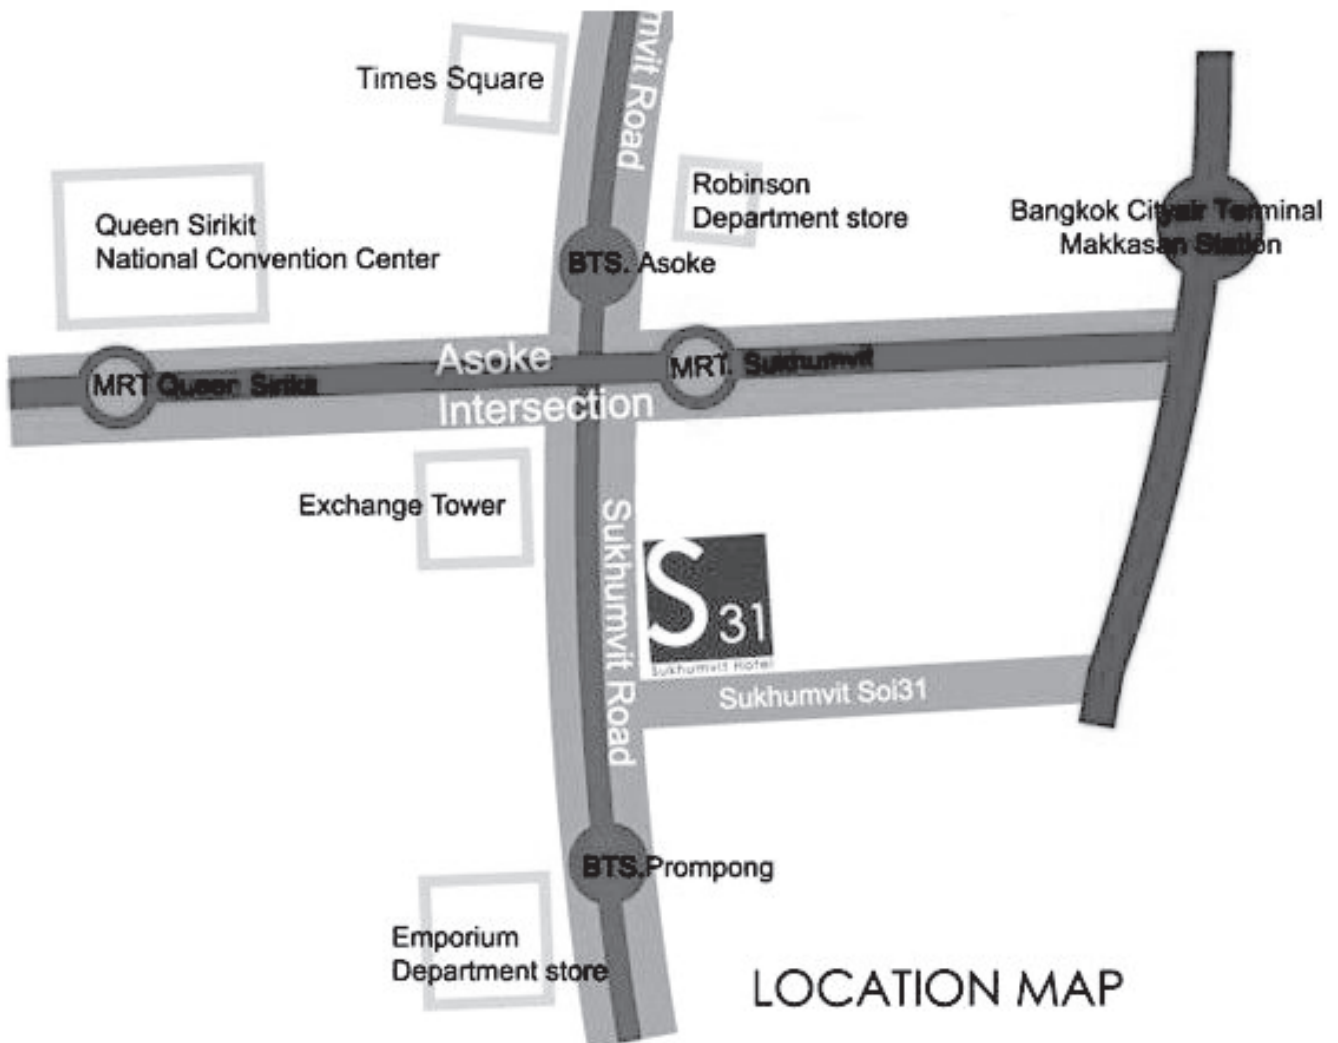 mvit Road
Times Square
Robinson
Department store
Bangkok Cityair Terminal
Makkasan Station
Queen Sirikit
National Convention Center
BTS. Asoke
Asoke
Intersection
MRT. Sukhumvit
MRT Queen Sirikit
Exchange Tower
Sukhumvit Road
S 31
Sukhumvit Hotel
Sukhumvit Soi31
BTS.Prompong
Emporium
Department store
LOCATION MAP